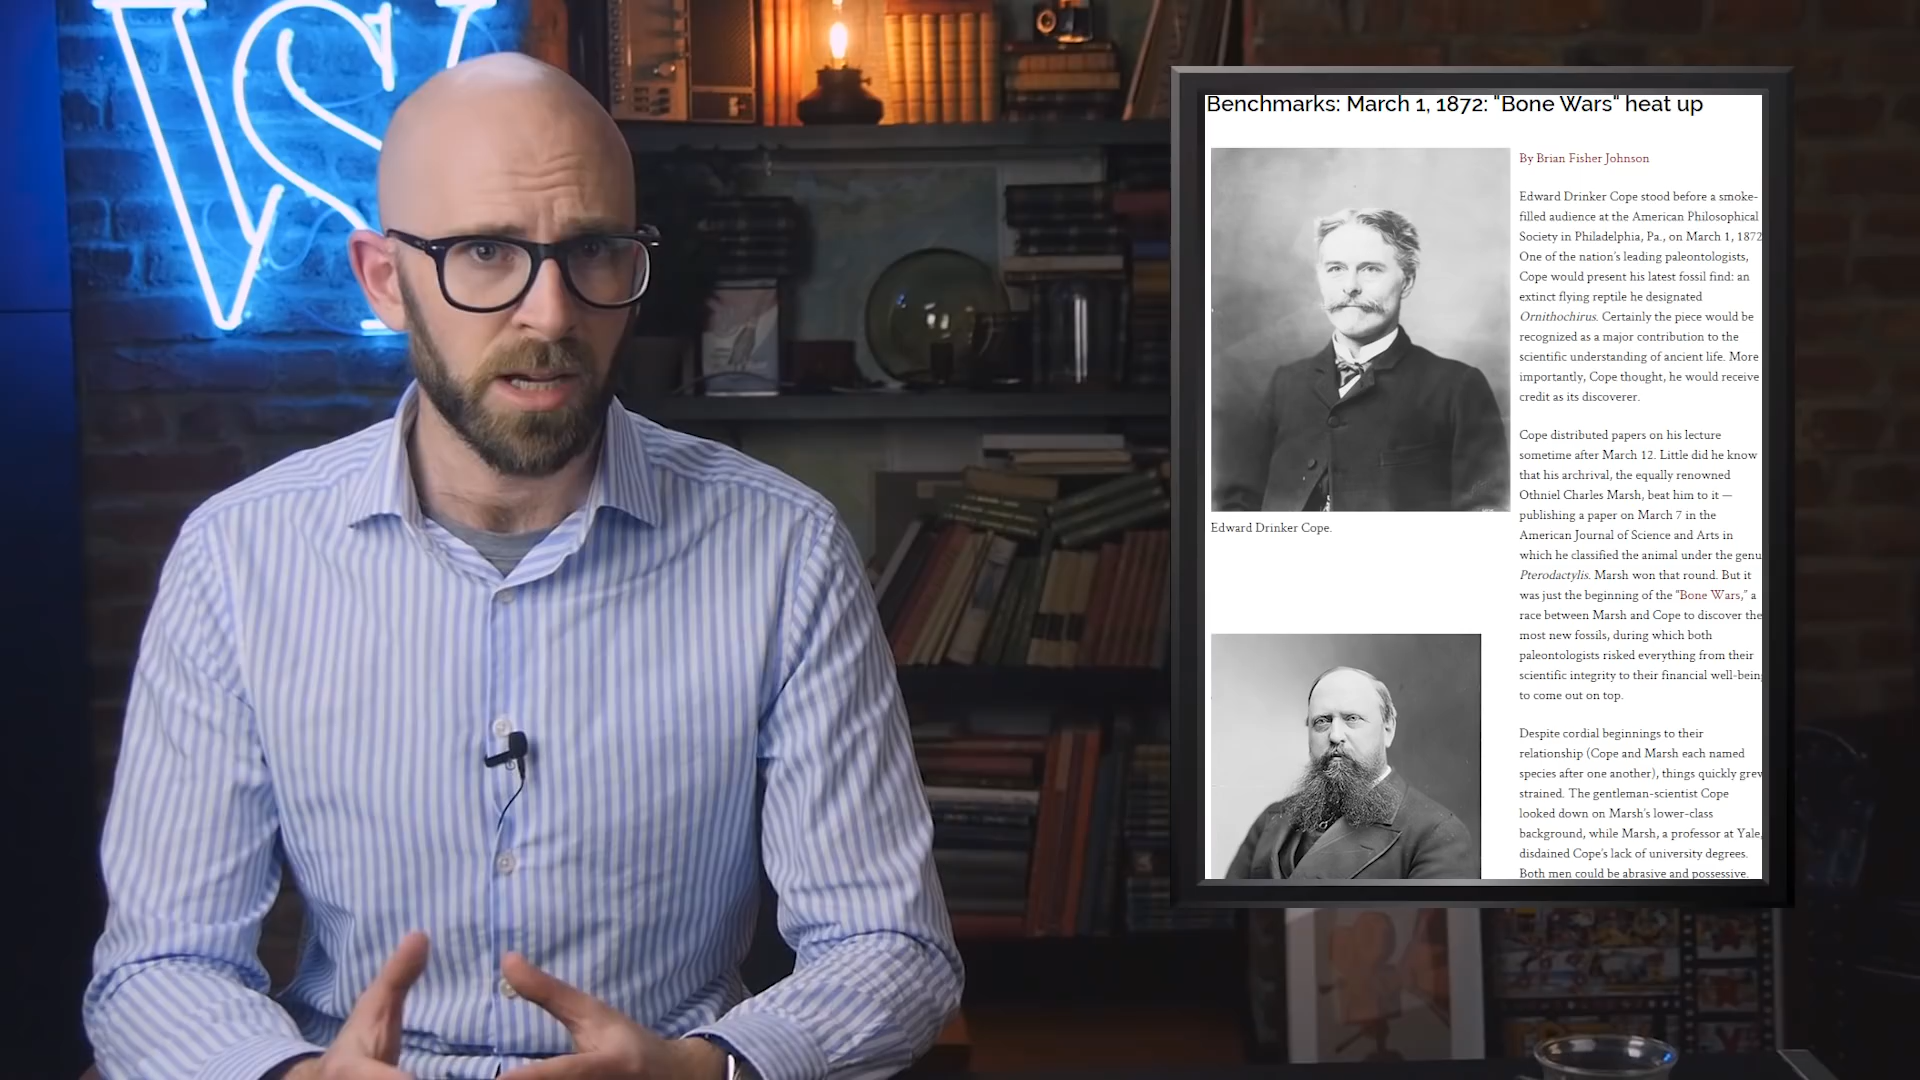 VS
Benchmarks: March 1, 1872: "Bone Wars" heat up
By Brian Fisher Johnson
Edward Drinker Cope stood before a smoke-
filled audience at the American Philosophical
Society in Philadelphia, Pa., on March 1, 1872
One of the nation's leading paleontologists,
Cope would present his latest fossil find: an
extinct flying reptile he designated
Ornithochirus. Certainly the piece would be
recognized as a major contribution to the
scientific understanding of ancient life. More
importantly, Cope thought, he would receive
credit as its discoverer.
Cope distributed papers on his lecture
sometime after March 12. Little did he know
that his archrival, the equally renowned
Othniel Charles Marsh, beat him to it —
publishing a paper on March 7 in the
American Journal of Science and Arts in
which he classified the animal under the genu
Pterodactylis. Marsh won that round. But it
was just the beginning of the "Bone Wars," a
race between Marsh and Cope to discover the
most new fossils, during which both
paleontologists risked everything from their
scientific integrity to their financial well-being
to come out on top.
Despite cordial beginnings to their
relationship (Cope and Marsh each named
species after one another), things quickly grew
strained. The gentleman-scientist Cope
looked down on Marsh's lower-class
background, while Marsh, a professor at Yale,
disdained Cope's lack of university degrees.
Both men could be abrasive and possessive.
Edward Drinker Cope.